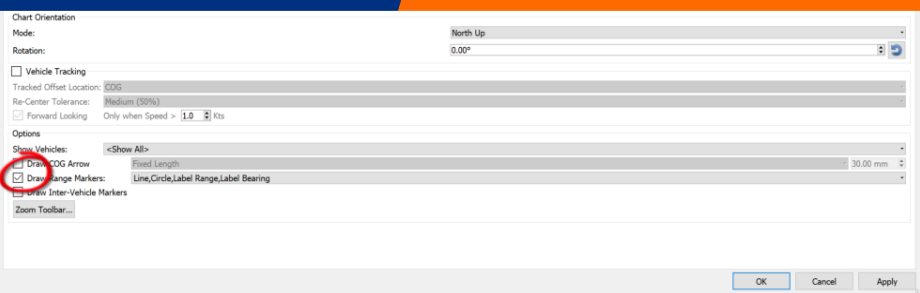 Chart Orientation
Mode: North Up
Rotation: 0.00°
Vehicle Tracking
Tracked Offset Location: COG
Re-Center Tolerance: Medium (50%)
Forward Looking Only when Speed > 1.0 Kts
Options
Show Vehicles: <Show All>
Draw COG Arrow Fixed Length 30.00 mm
Draw Range Markers: Line,Circle,Label Range,Label Bearing
Draw Inter-Vehicle Markers
Zoom Toolbar...
OK Cancel Apply